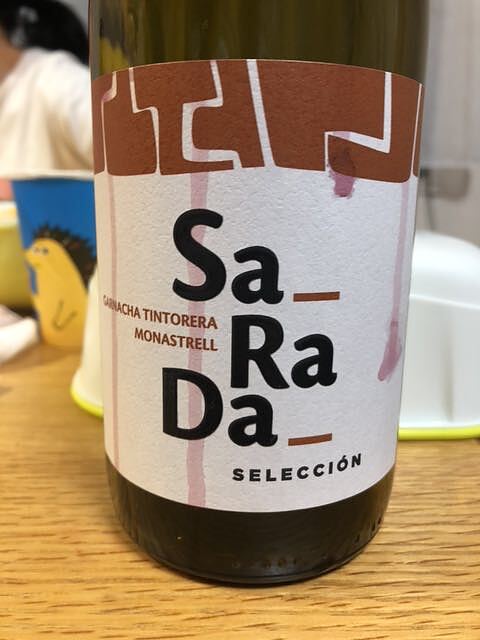 Sa_
GARNACHA TINTORERA
MONASTRELL
Ra
Da_
SELECCIÓN